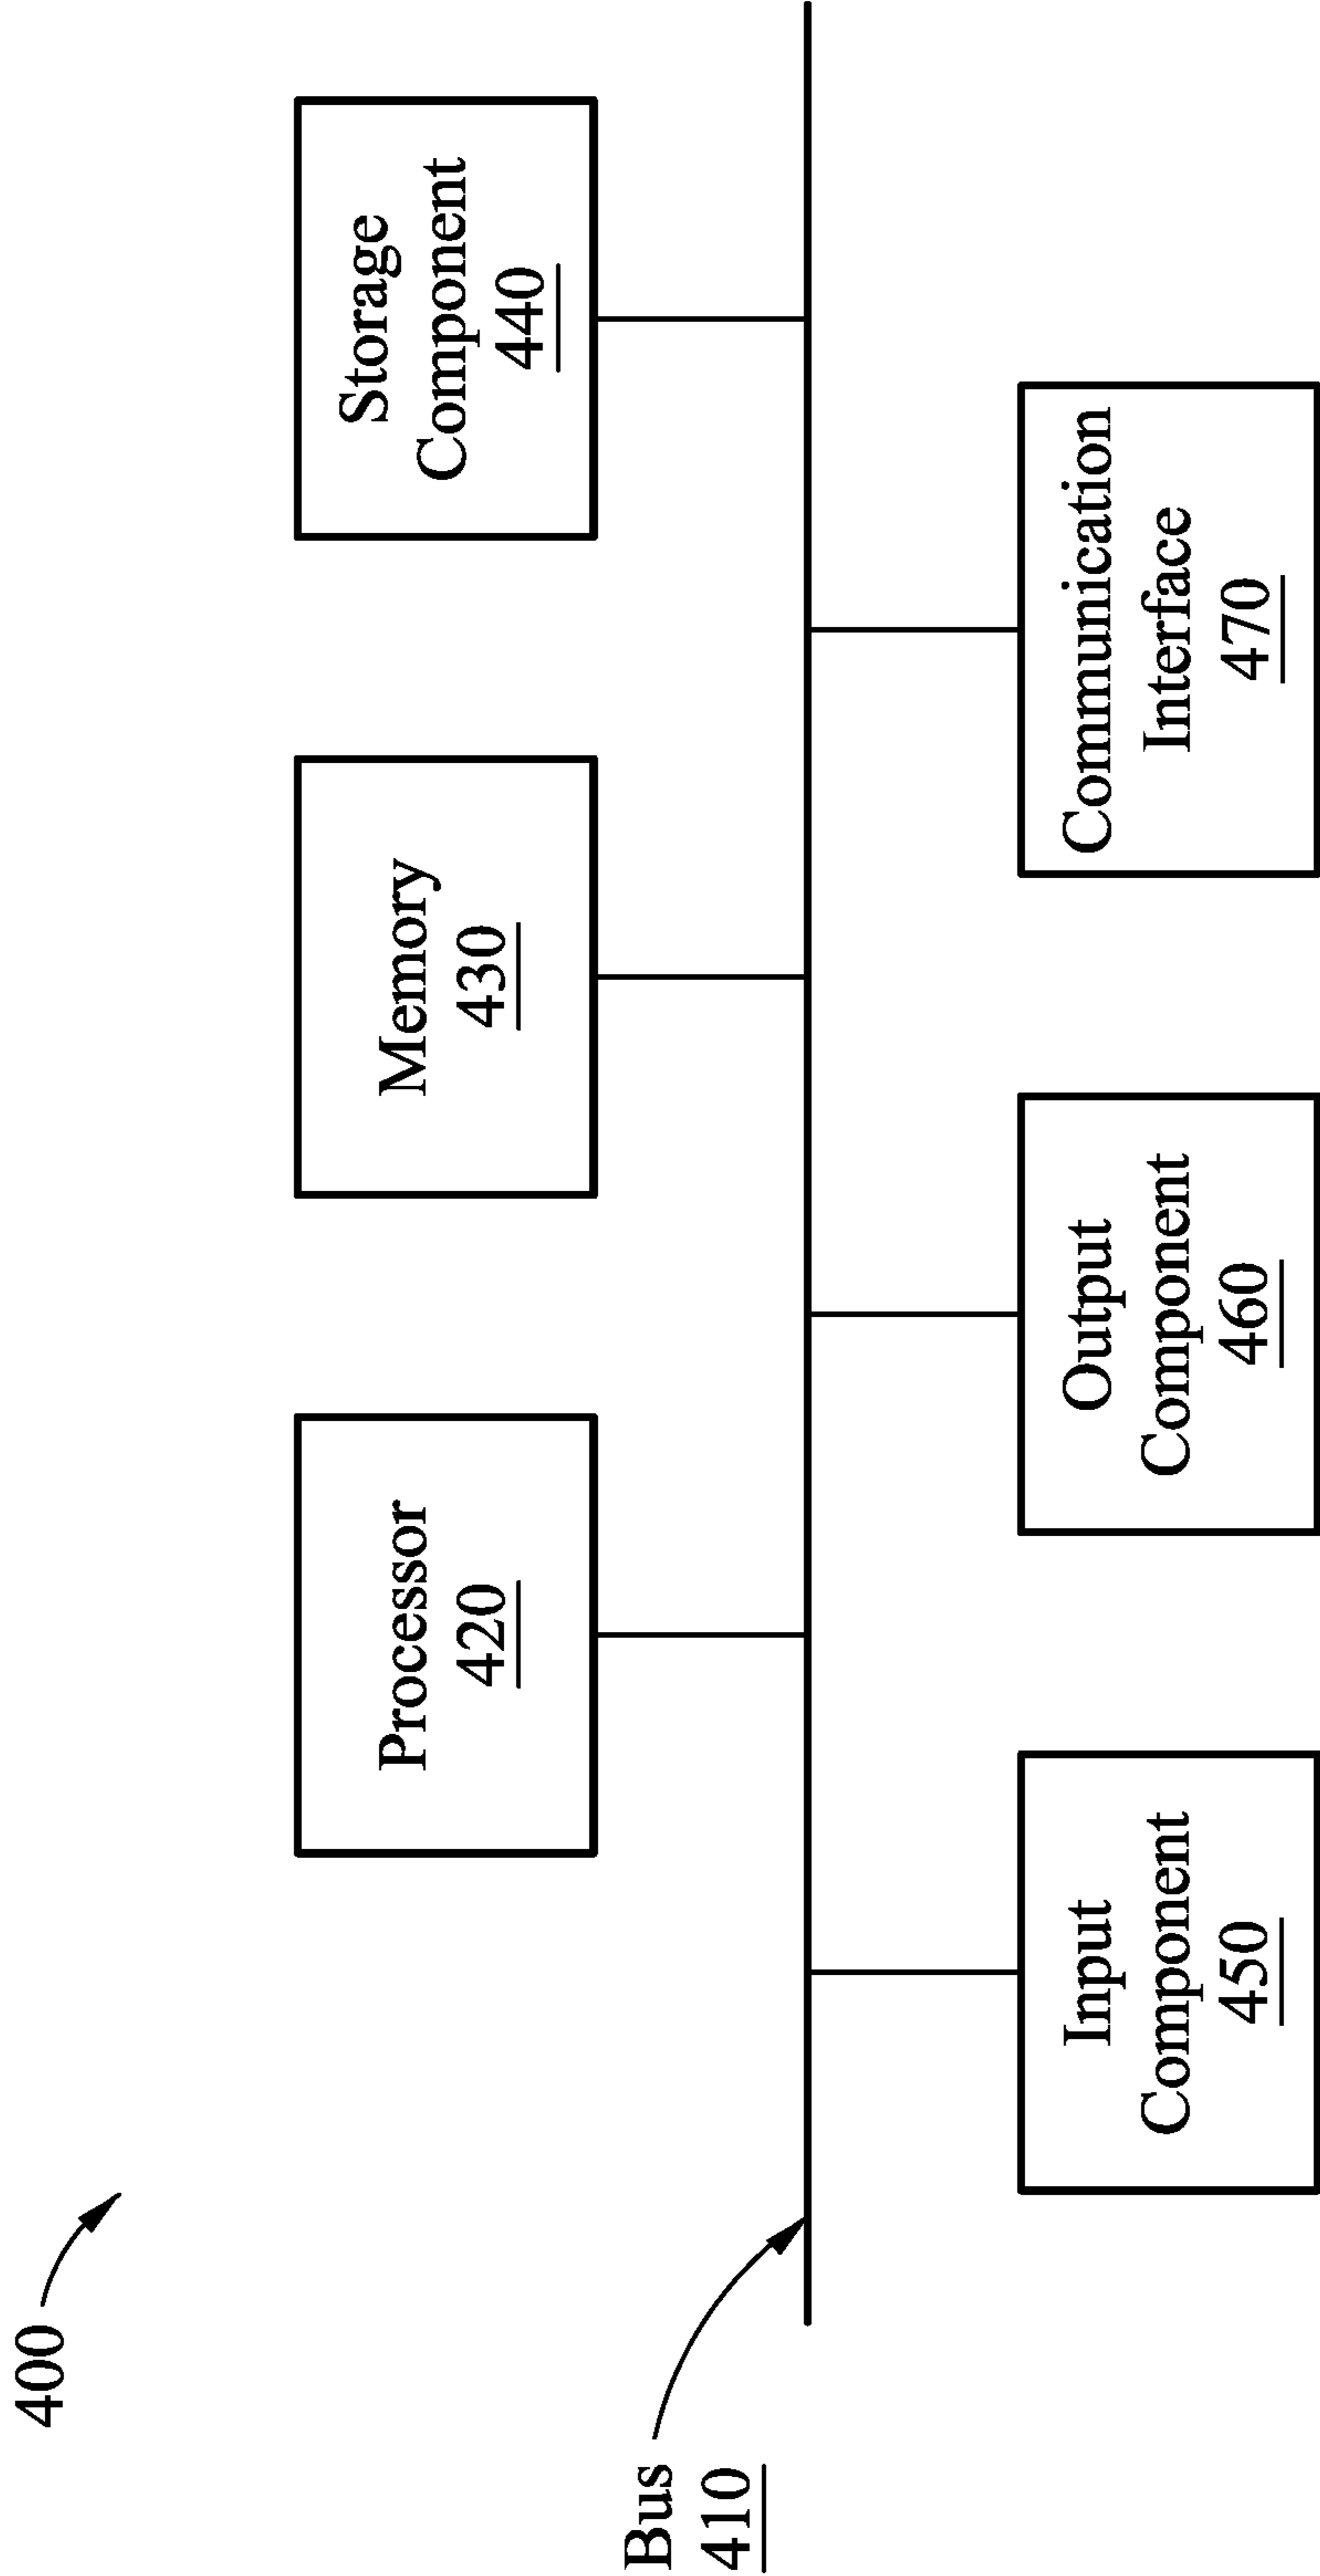 400
Processor
420
Memory
430
Storage
Component
440
Bus
410
Input
Component
450
Output
Component
460
Communication
Interface
470